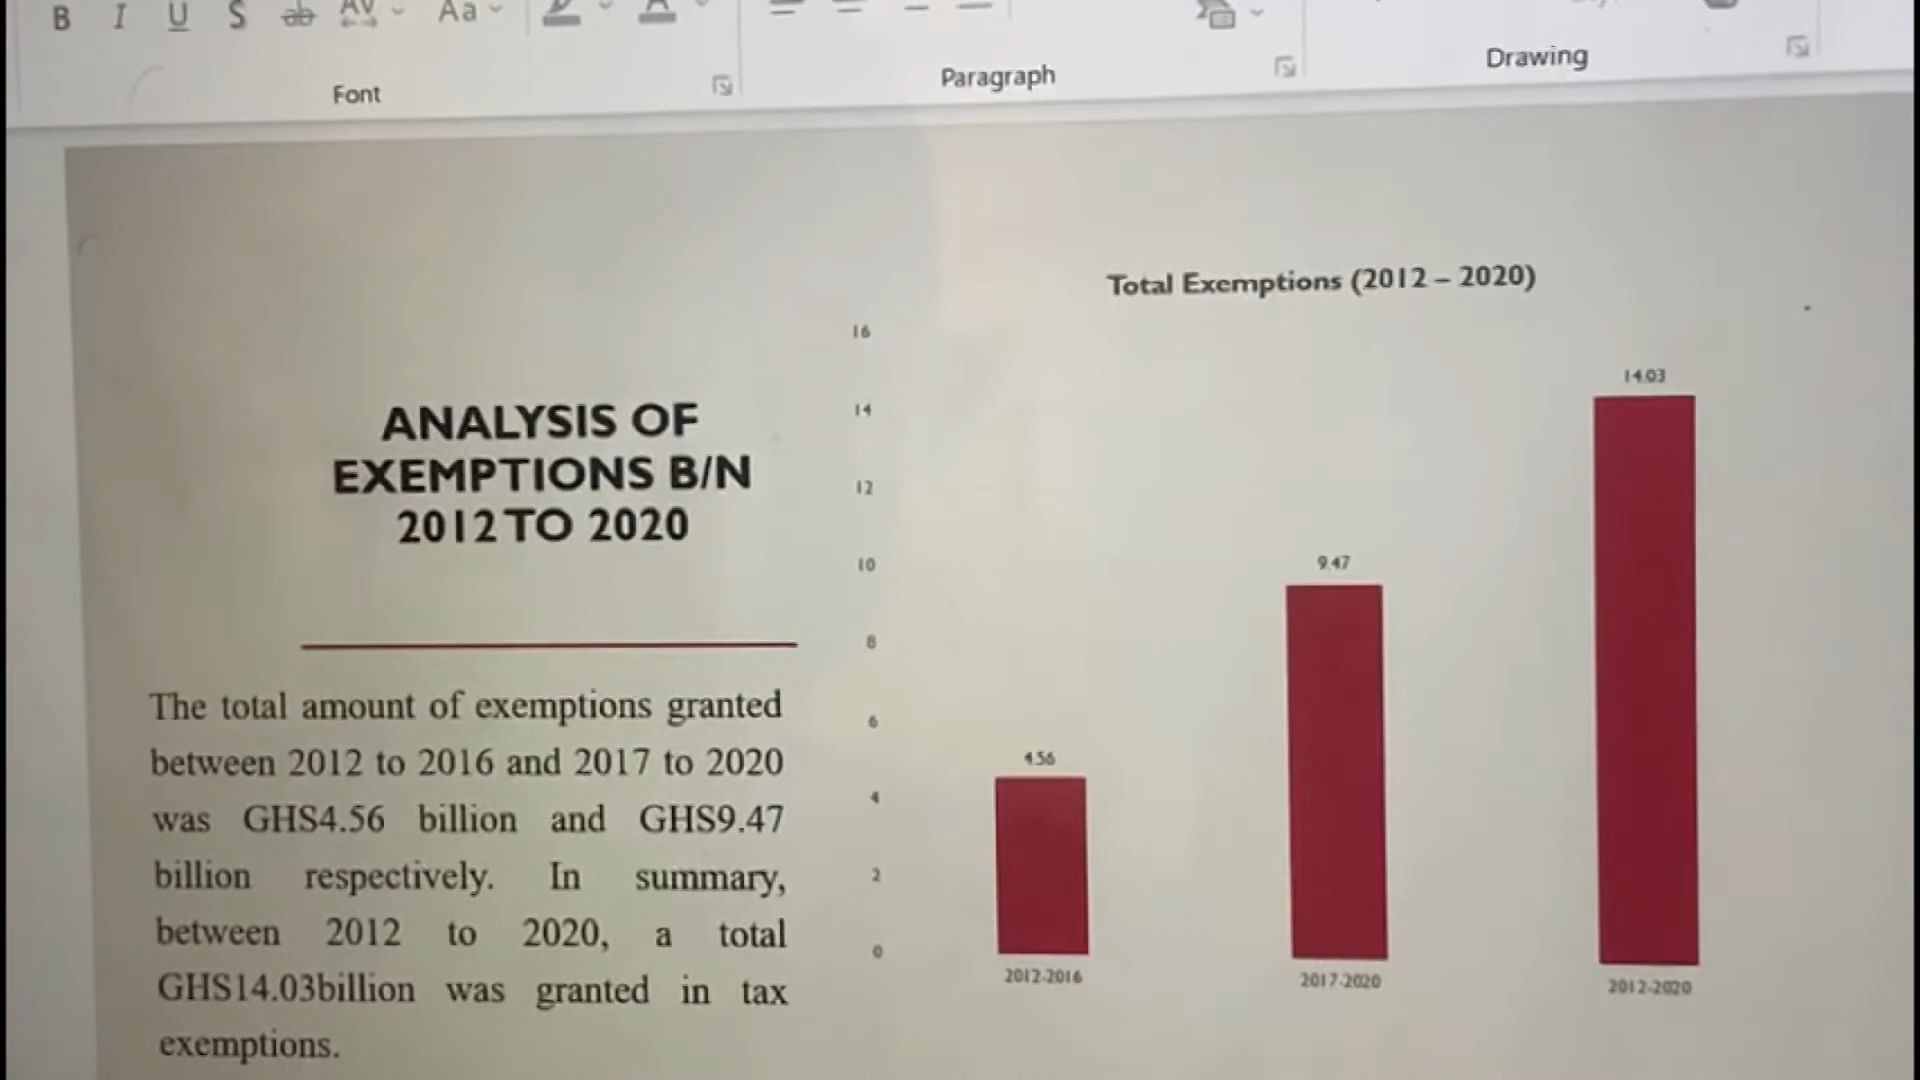 B I U S ab AV Aa A
Font
Paragraph
Drawing
ANALYSIS OF
EXEMPTIONS B/N
2012 TO 2020
The total amount of exemptions granted
between 2012 to 2016 and 2017 to 2020
was GHS4.56 billion and GHS9.47
billion respectively. In summary,
between 2012 to 2020, a total
GHS14.03billion was granted in tax
exemptions.
Total Exemptions (2012 – 2020)
16
14
12
10
8
6
4
2
0
4.56
9.47
14.03
2012-2016
2017-2020
2012-2020